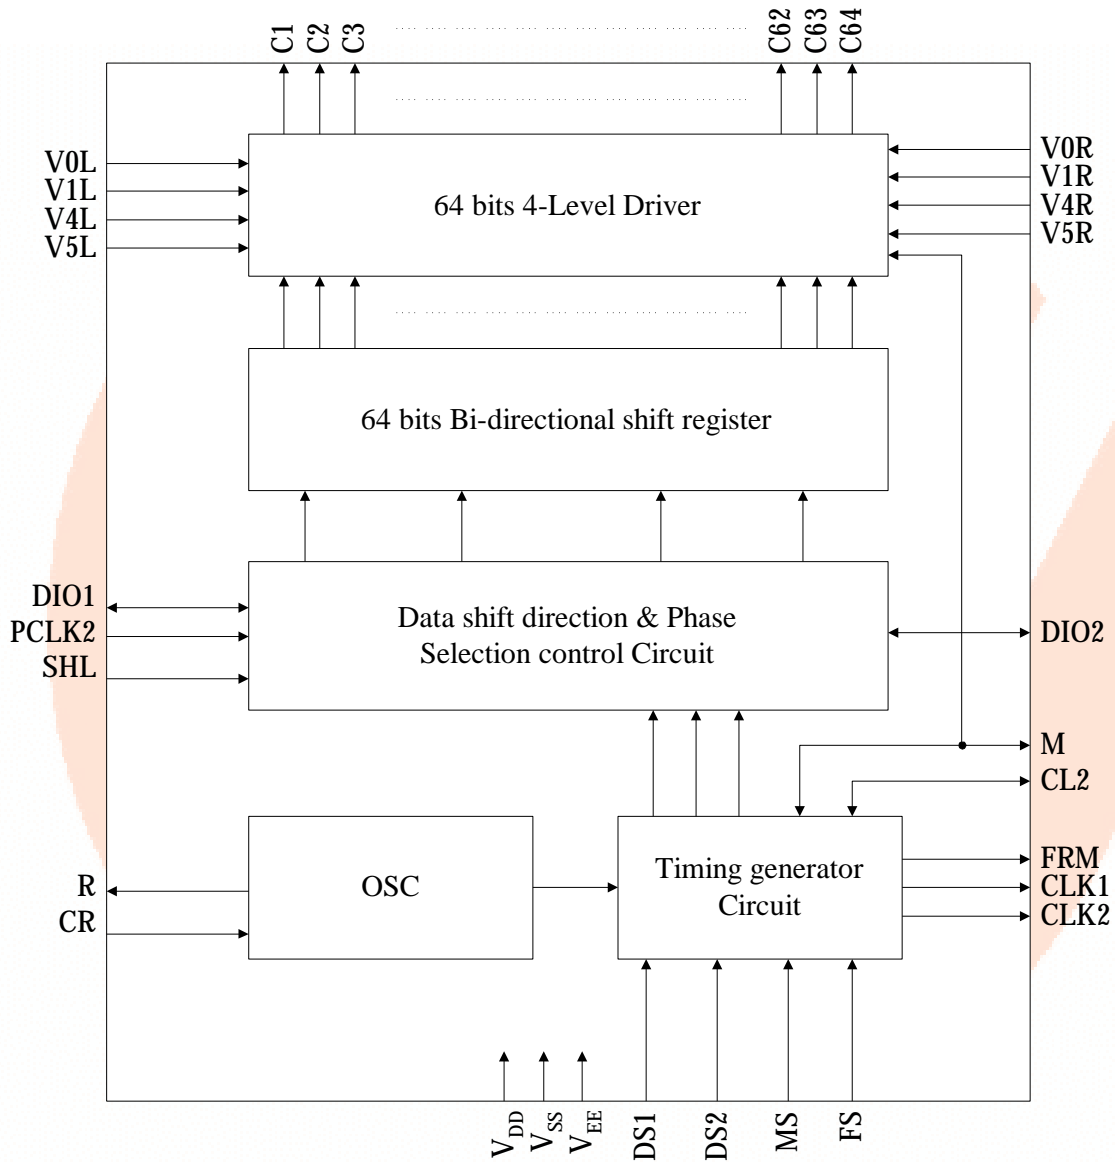 C1
C2
C3
C62
C63
C64
V0L
V1L
V4L
V5L
64 bits 4-Level Driver
V0R
V1R
V4R
V5R
64 bits Bi-directional shift register
DIO1
PCLK2
SHL
Data shift direction & Phase
Selection control Circuit
DIO2
M
CL2
R
CR
OSC
Timing generator
Circuit
FRM
CLK1
CLK2
VDD
VSS
VEE
DS1
DS2
MS
FS